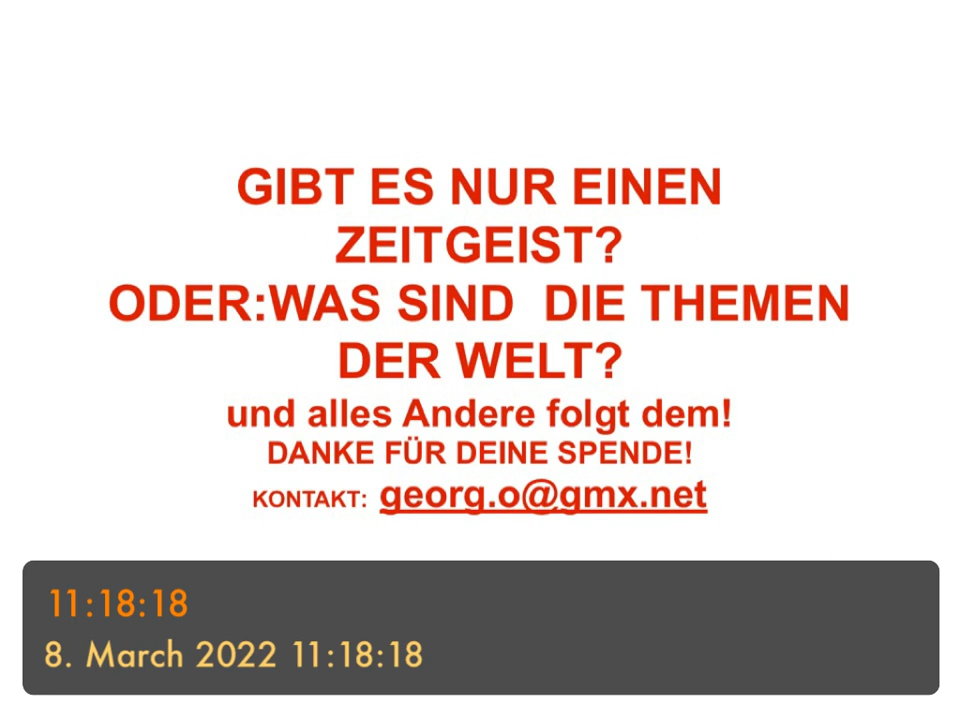 GIBT ES NUR EINEN
ZEITGEIST?
ODER:WAS SIND  DIE THEMEN
DER WELT?
und alles Andere folgt dem!
DANKE FÜR DEINE SPENDE!
KONTAKT: georg.o@gmx.net
11:18:18
8. March 2022 11:18:18